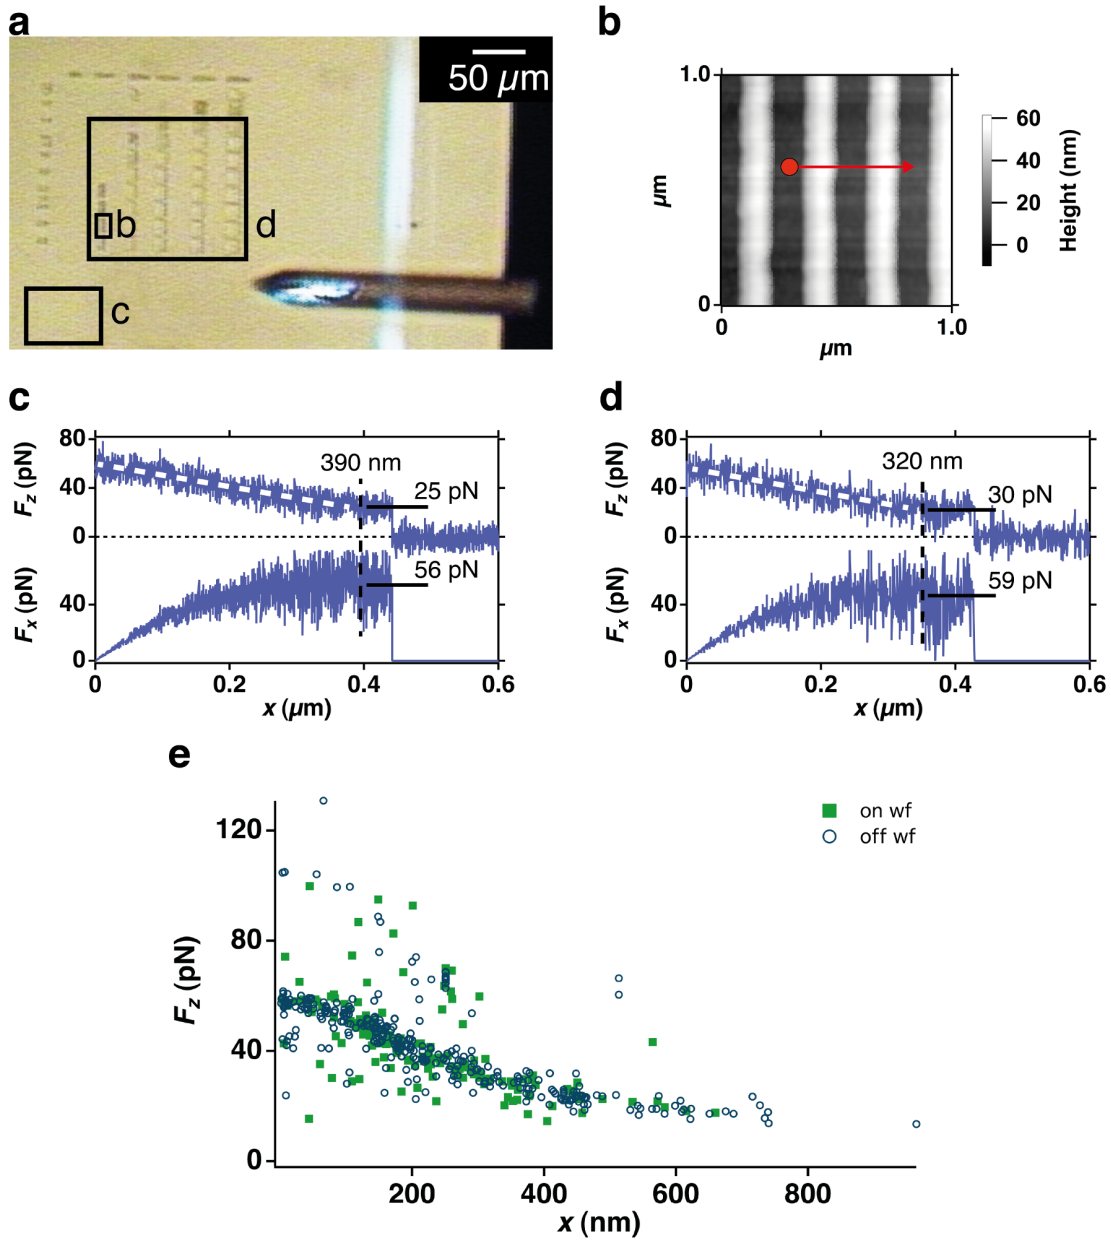 a
50 µm
b
d
c
b
1.0
µm
0
0
1.0
µm
60
40
20
0
Height (nm)
c
80
40
0
Fz (pN)
390 nm
25 pN
56 pN
40
0
Fx (pN)
0
0.2
0.4
0.6
x (µm)
d
80
40
0
Fz (pN)
320 nm
30 pN
59 pN
40
0
Fx (pN)
0
0.2
0.4
0.6
x (µm)
e
120
80
40
0
Fz (pN)
on wf
off wf
200
400
600
800
x (nm)